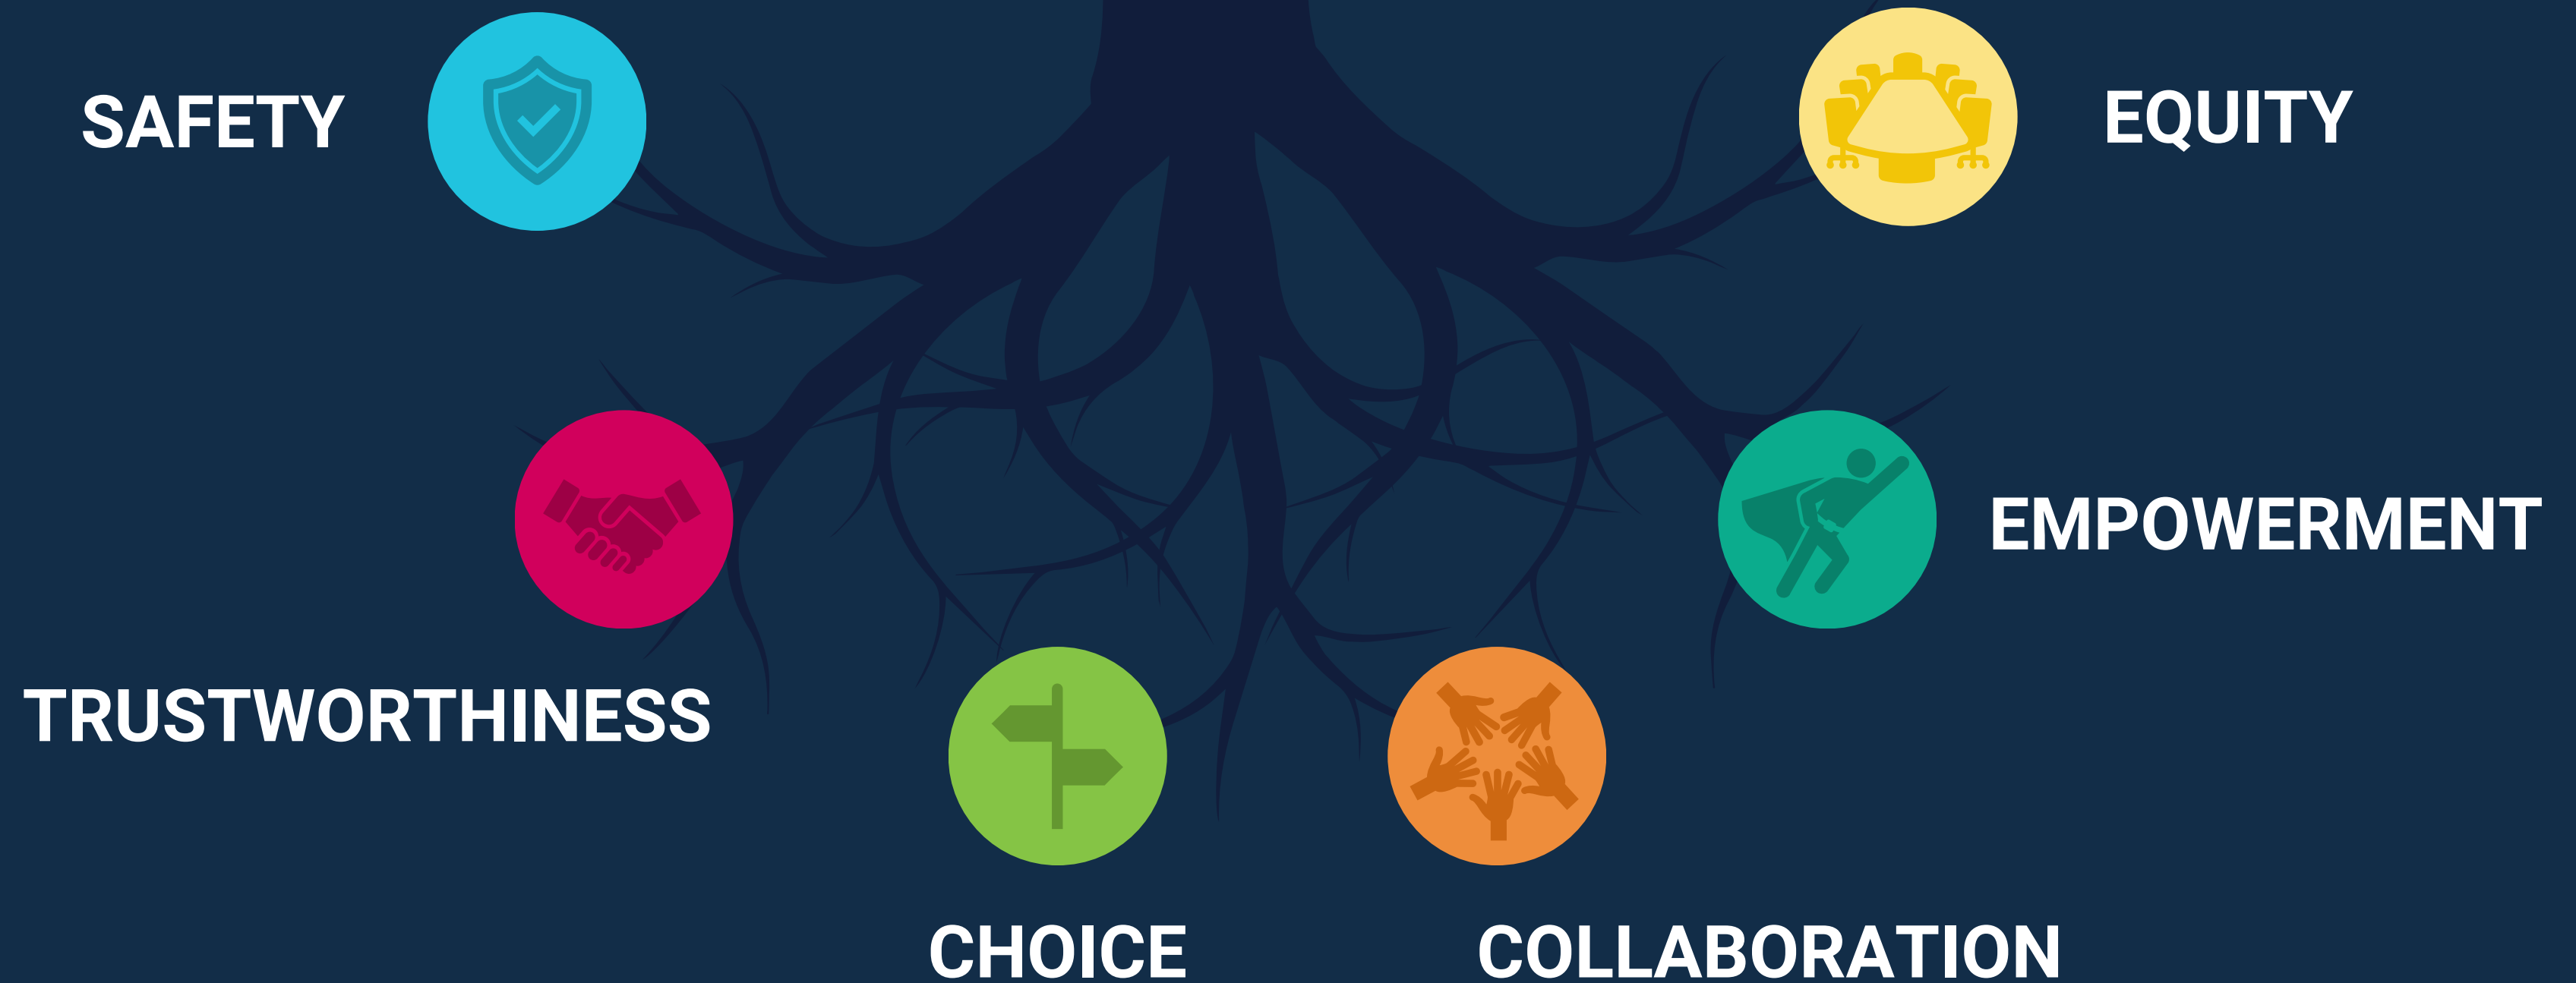 SAFETY
EQUITY
EMPOWERMENT
TRUSTWORTHINESS
CHOICE
COLLABORATION